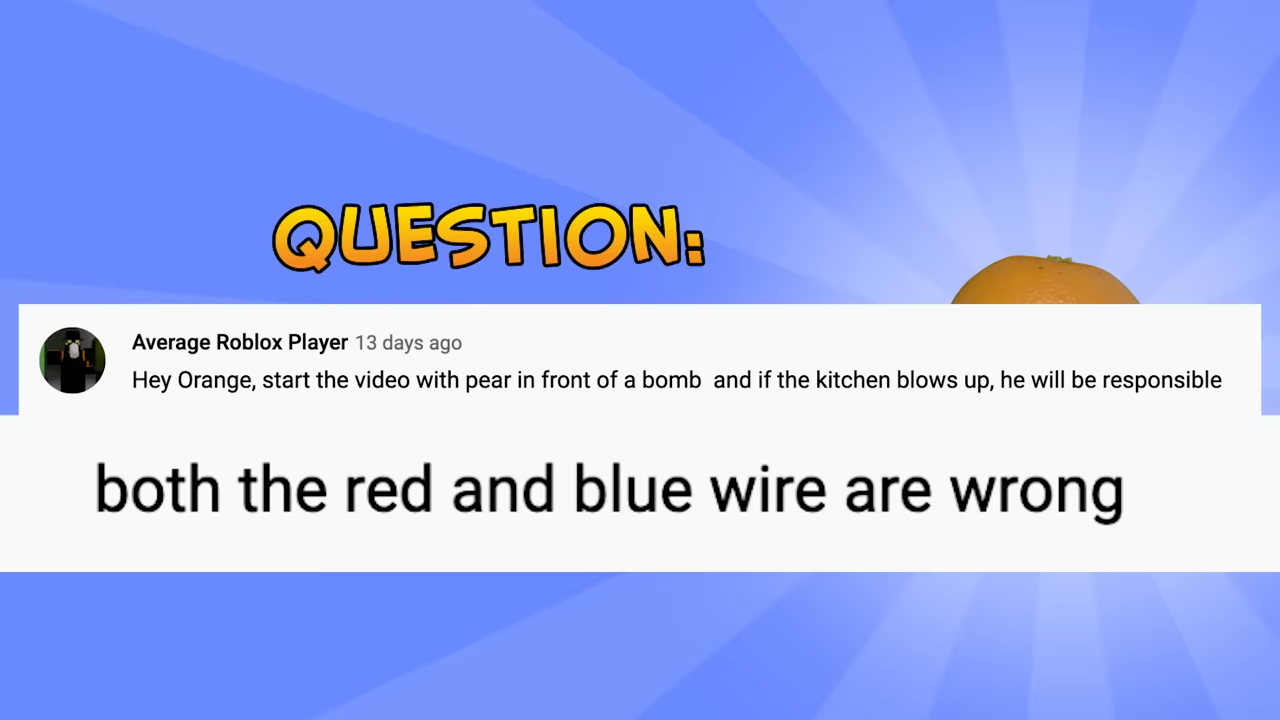 QUESTION:
Average Roblox Player 13 days ago
Hey Orange, start the video with pear in front of a bomb  and if the kitchen blows up, he will be responsible
both the red and blue wire are wrong